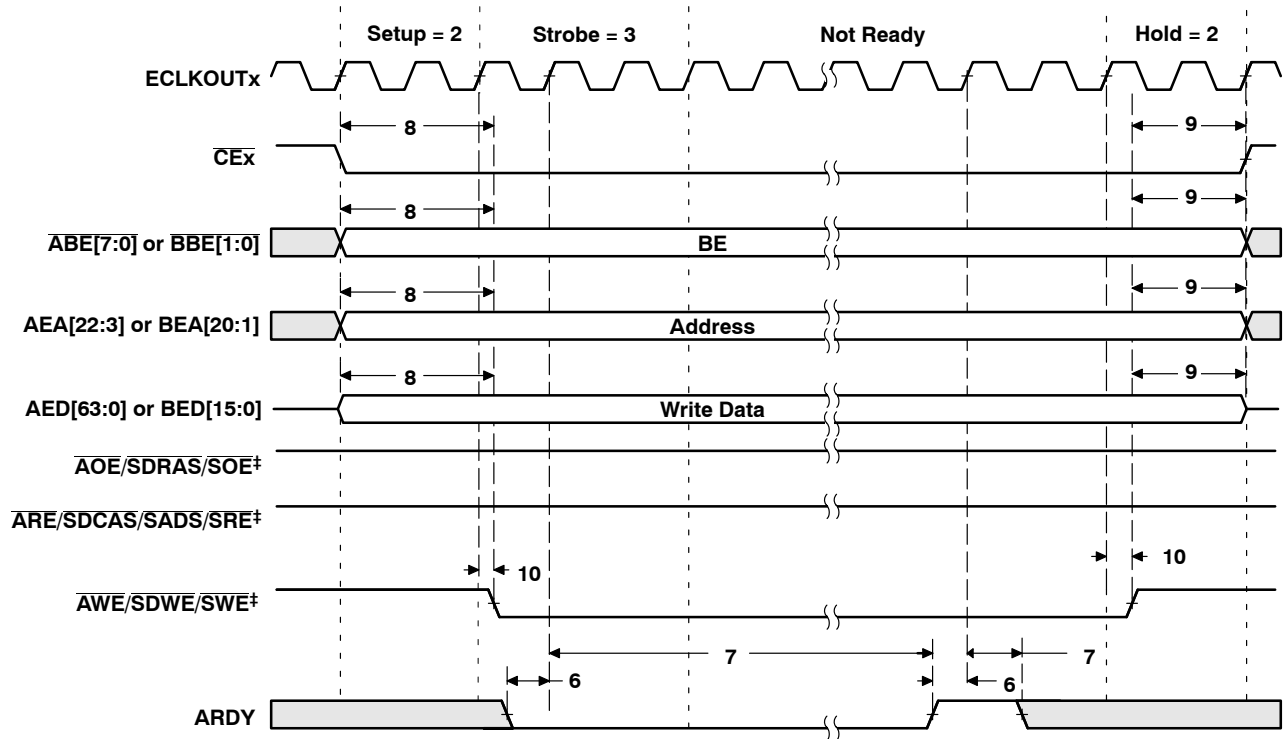 Setup = 2 Strobe = 3 Not Ready Hold = 2
ECLKOUTx
8 9
CEx
8 9
ABE[7:0] or BBE[1:0] BE
8 9
AEA[22:3] or BEA[20:1] Address
8 9
AED[63:0] or BED[15:0] Write Data
AOE/SDRAS/SOE‡
ARE/SDCAS/SADS/SRE‡
10 10
AWE/SDWE/SWE‡
7 7
6 6
ARDY